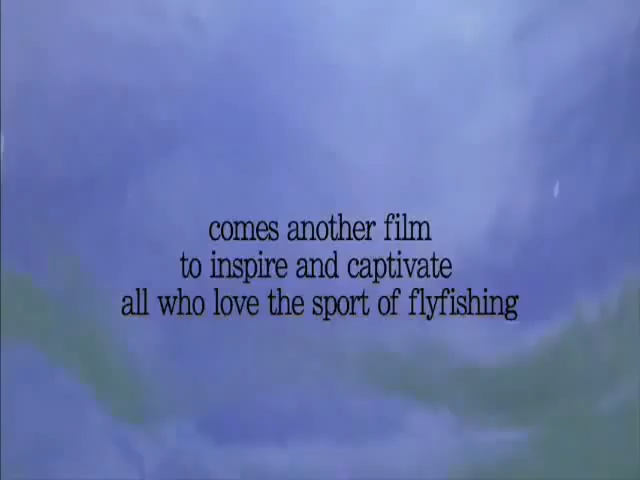 comes another film
to inspire and captivate
all who love the sport of flyfishing